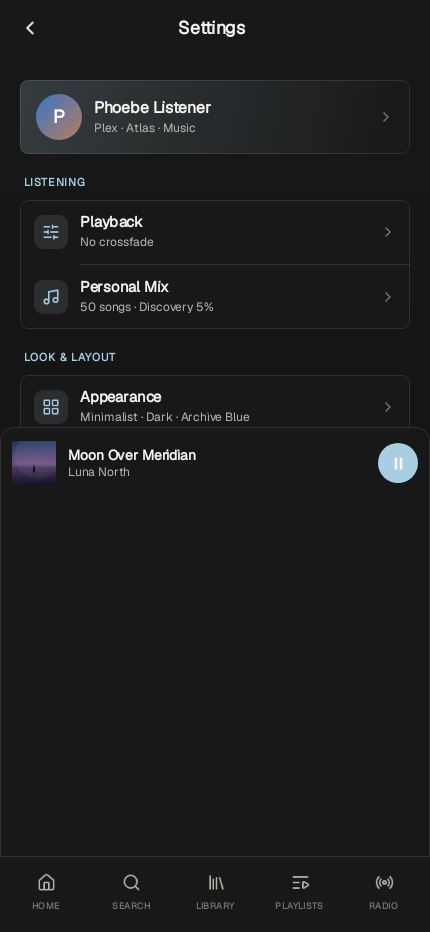 Settings
P
Phoebe Listener
Plex · Atlas · Music
LISTENING
Playback
No crossfade
Personal Mix
50 songs · Discovery 5%
LOOK & LAYOUT
Appearance
Minimalist · Dark · Archive Blue
Moon Over Meridian
Luna North
HOME
SEARCH
LIBRARY
PLAYLISTS
RADIO